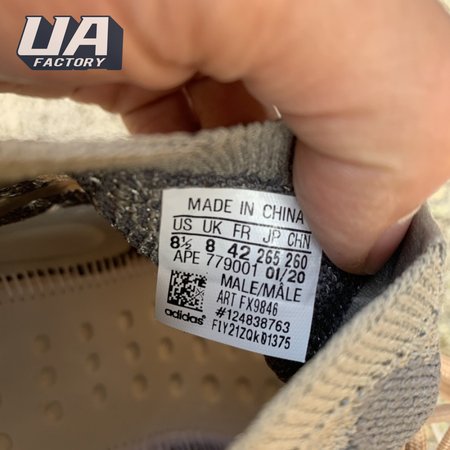 UA
FACTORY
MADE IN CHINA
US UK FR JP CHN
8½ 8 42 265 260
APE 779001 01/20
MALE/MÂLE
ART FX9846
#124838763
adidas
FIY21ZQK01375